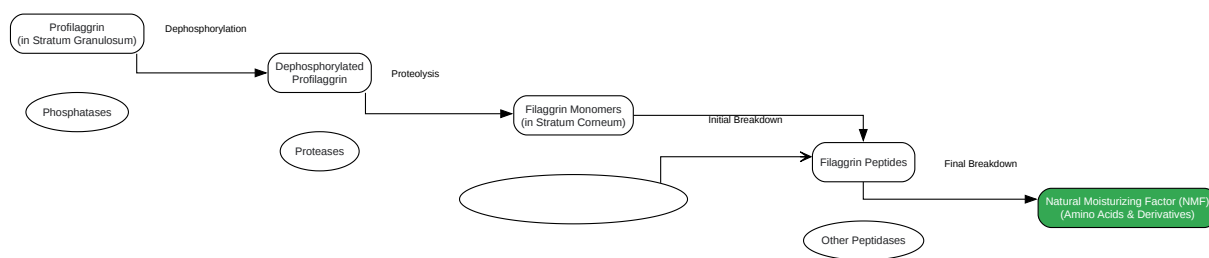 Profilaggrin
(in Stratum Granulosum)
Dephosphorylation
Phosphatases
Dephosphorylated
Profilaggrin
Proteolysis
Proteases
Filaggrin Monomers
(in Stratum Corneum)
Initial Breakdown
Filaggrin Peptides
Final Breakdown
Other Peptidases
Natural Moisturizing Factor (NMF)
(Amino Acids & Derivatives)